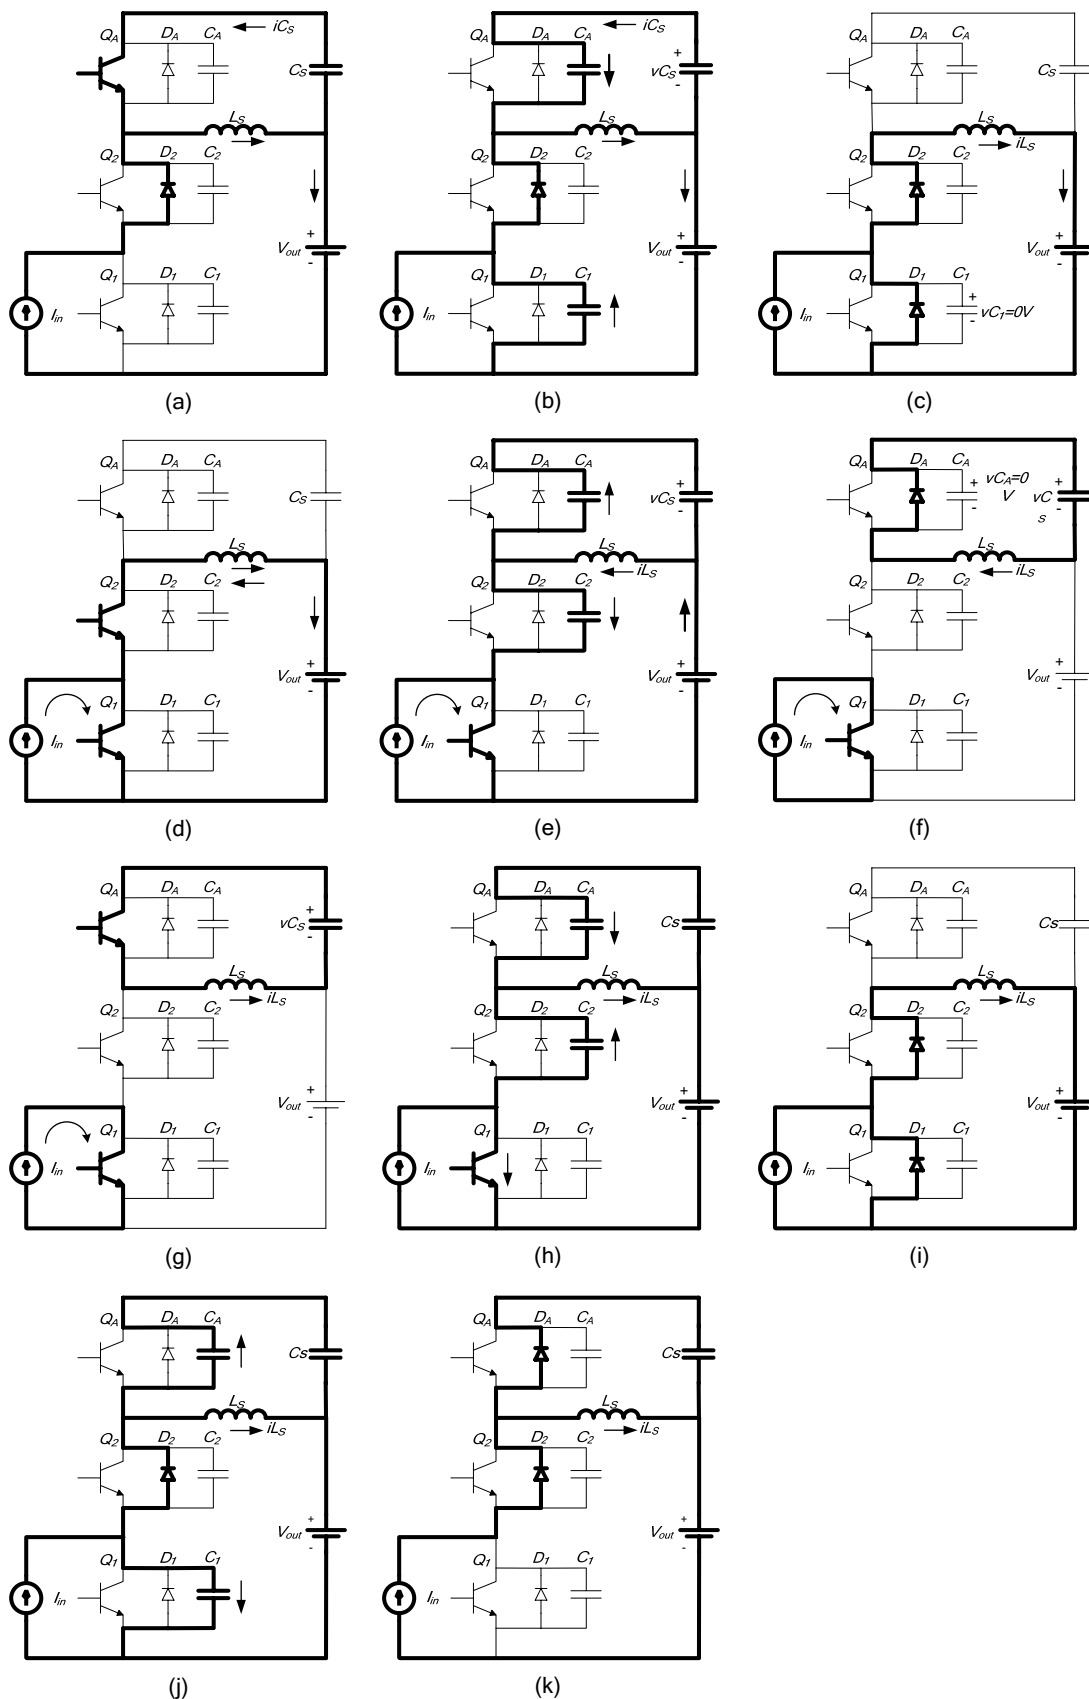 QA DA CA iCS
CS
LS
Q2 D2 C2
Vout + -
Q1 D1 C1
Iin
(a)
QA DA CA iCS
vCS + -
LS
Q2 D2 C2
Vout + -
Q1 D1 C1
Iin
(b)
QA DA CA
CS
LS
iLS
Q2 D2 C2
Vout + -
Q1 D1 C1
Iin + - vC1=0V
(c)
QA DA CA
CS
LS
Q2 D2 C2
Vout + -
Q1 D1 C1
Iin
(d)
QA DA CA
vCS + -
LS
iLS
Q2 D2 C2
Vout + -
Q1 D1 C1
Iin
(e)
QA DA CA
+ - vCA=0
V
vC + -
s
LS
iLS
Q2 D2 C2
Vout + -
Q1 D1 C1
Iin
(f)
QA DA CA
vCS + -
LS
iLS
Q2 D2 C2
Vout + -
Q1 D1 C1
Iin
(g)
QA DA CA
Cs
LS
iLS
Q2 D2 C2
Vout + -
Q1 D1 C1
Iin
(h)
QA DA CA
Cs
LS
iLS
Q2 D2 C2
Vout + -
Q1 D1 C1
Iin
(i)
QA DA CA
Cs
LS
iLS
Q2 D2 C2
Vout + -
Q1 D1 C1
Iin
(j)
QA DA CA
Cs
LS
iLS
Q2 D2 C2
Vout + -
Q1 D1 C1
Iin
(k)